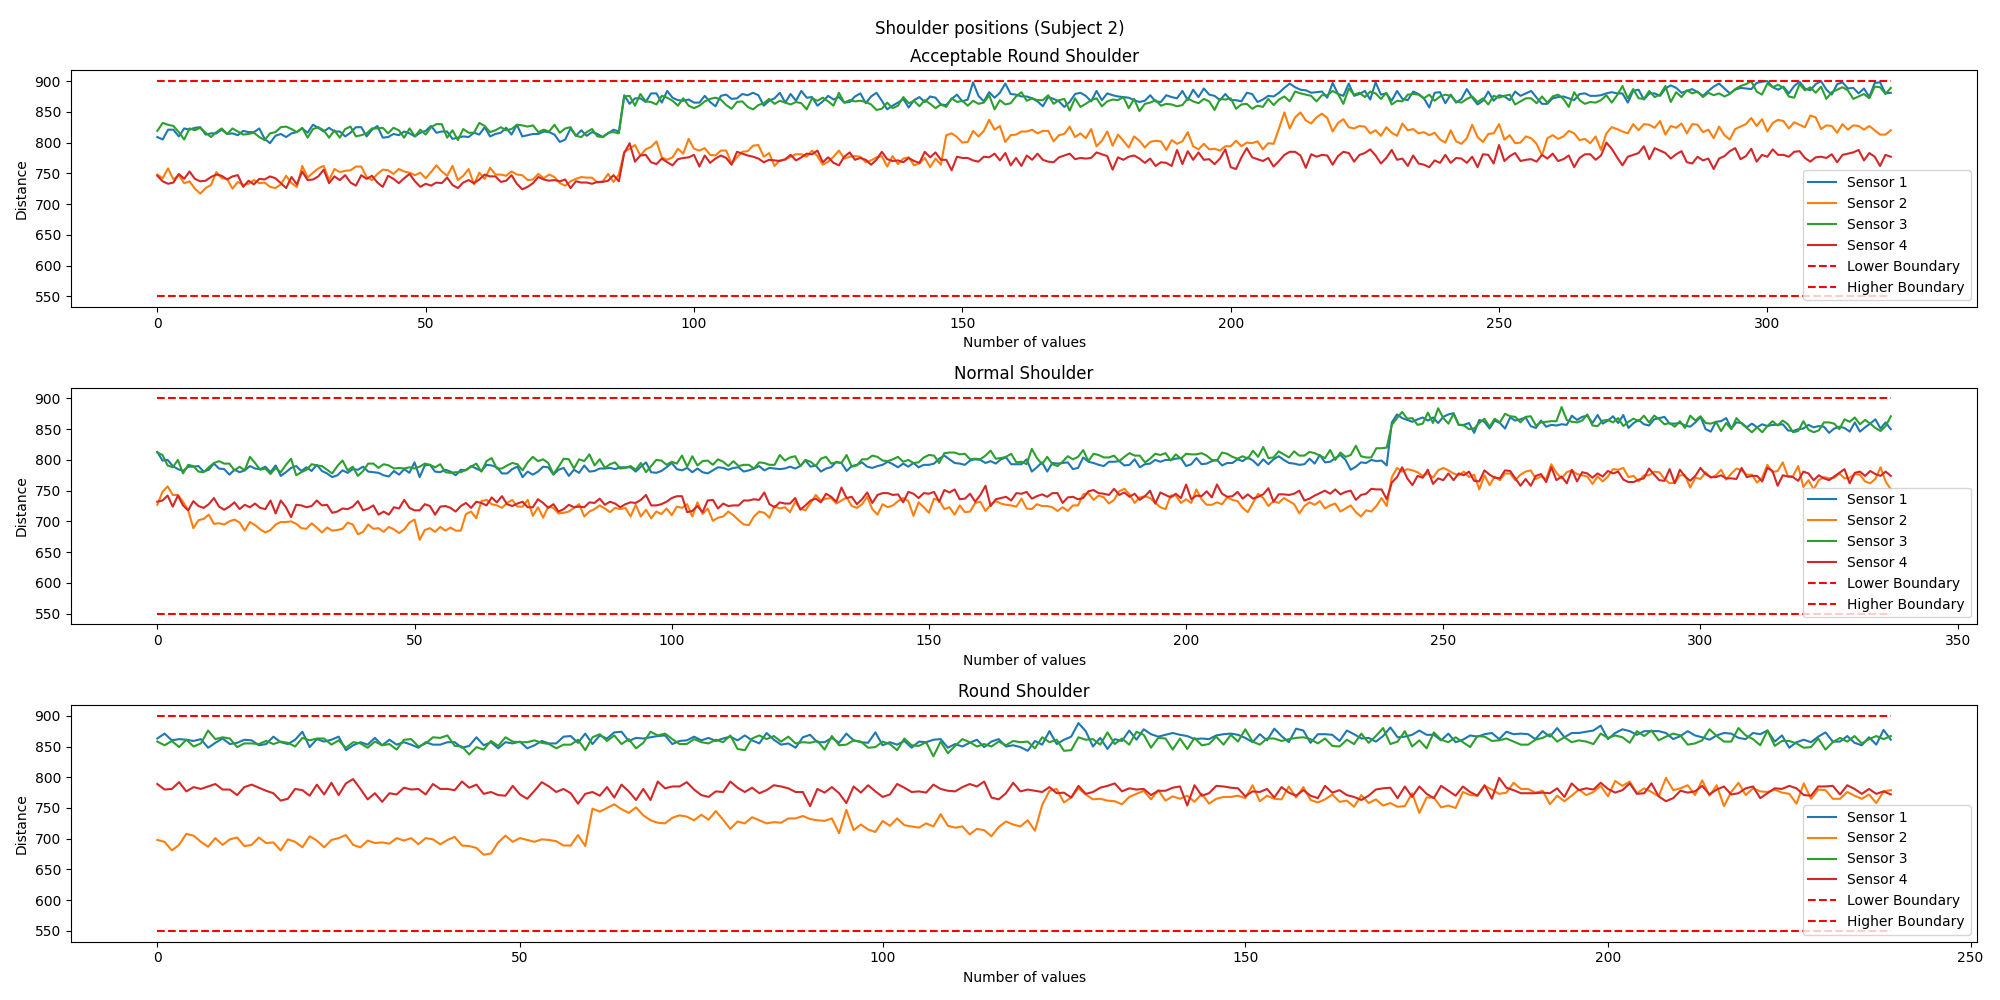 Shoulder positions (Subject 2)
Acceptable Round Shoulder
Distance
900
850
800
750
700
650
600
550
0 50 100 150 200 250 300
Number of values
Sensor 1
Sensor 2
Sensor 3
Sensor 4
Lower Boundary
Higher Boundary
Normal Shoulder
Distance
900
850
800
750
700
650
600
550
0 50 100 150 200 250 300 350
Number of values
Sensor 1
Sensor 2
Sensor 3
Sensor 4
Lower Boundary
Higher Boundary
Round Shoulder
Distance
900
850
800
750
700
650
600
550
0 50 100 150 200 250
Number of values
Sensor 1
Sensor 2
Sensor 3
Sensor 4
Lower Boundary
Higher Boundary